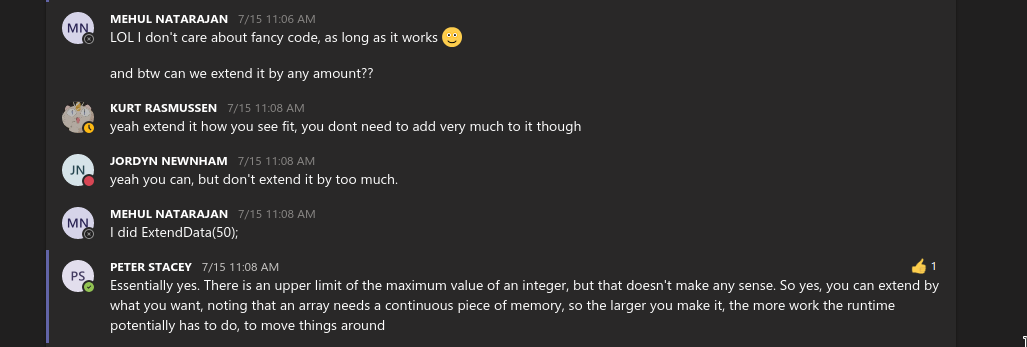 MN
MEHUL NATARAJAN 7/15 11:06 AM
LOL I don't care about fancy code, as long as it works
and btw can we extend it by any amount??
KURT RASMUSSEN 7/15 11:08 AM
yeah extend it how you see fit, you dont need to add very much to it though
JN
JORDYN NEWNHAM 7/15 11:08 AM
yeah you can, but don't extend it by too much.
MN
MEHUL NATARAJAN 7/15 11:08 AM
I did ExtendData(50);
PS
PETER STACEY 7/15 11:08 AM
1
Essentially yes. There is an upper limit of the maximum value of an integer, but that doesn't make any sense. So yes, you can extend by
what you want, noting that an array needs a continuous piece of memory, so the larger you make it, the more work the runtime
potentially has to do, to move things around